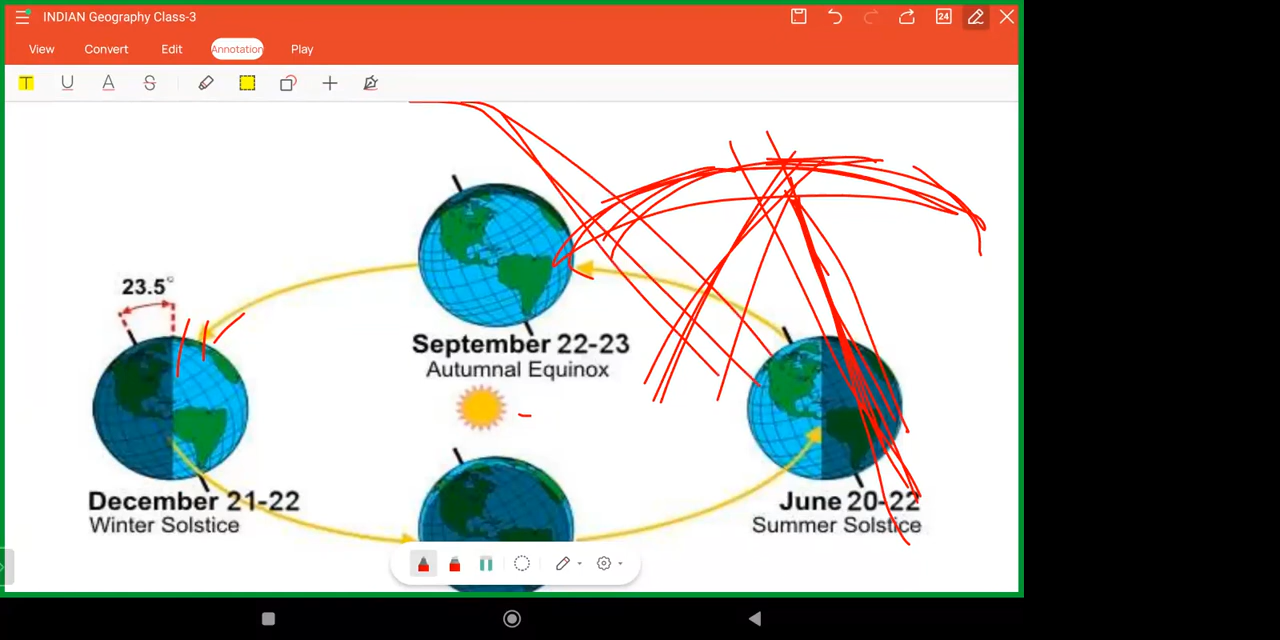 INDIAN Geography Class-3
24
View Convert Edit Annotation Play
T U A S
23.5°
September 22-23
Autumnal Equinox
December 21-22
Winter Solstice
June 20-22
Summer Solstice